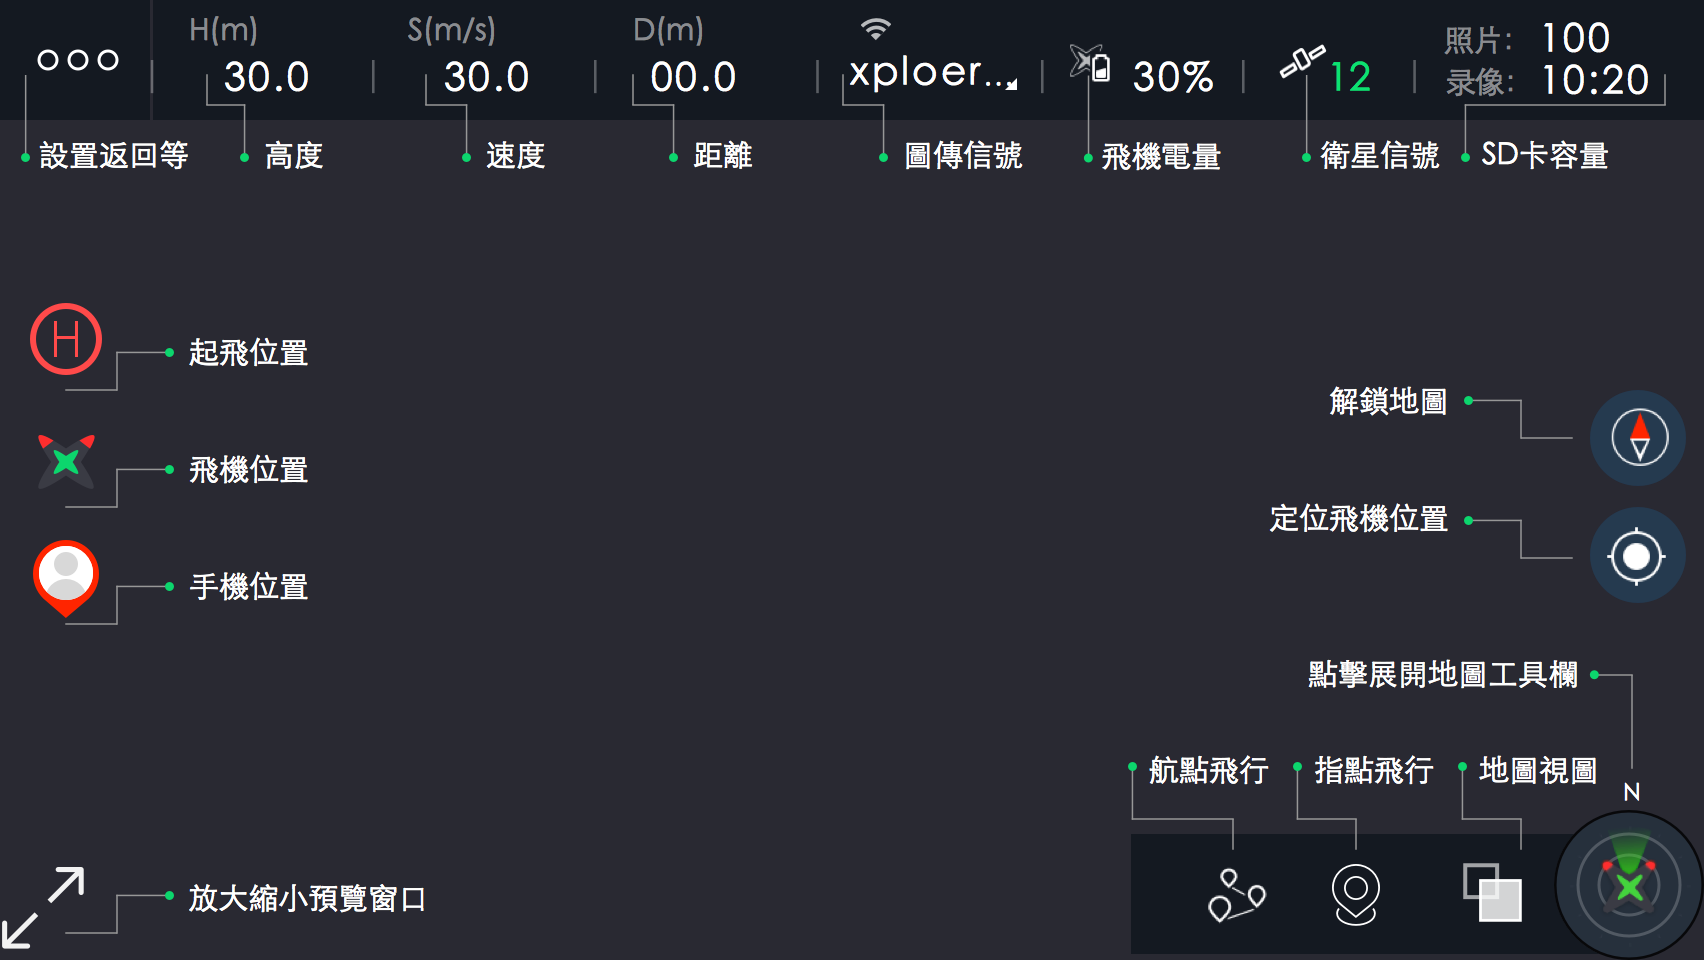 H(m)
30.0
S(m/s)
30.0
D(m)
00.0
xploer...
30%
12
照片: 100
录像: 10:20
設置返回等
高度
速度
距離
圖傳信號
飛機電量
衛星信號
SD卡容量
H
起飛位置
飛機位置
手機位置
解鎖地圖
定位飛機位置
點擊展開地圖工具欄
航點飛行
指點飛行
地圖視圖
N
放大縮小預覽窗口